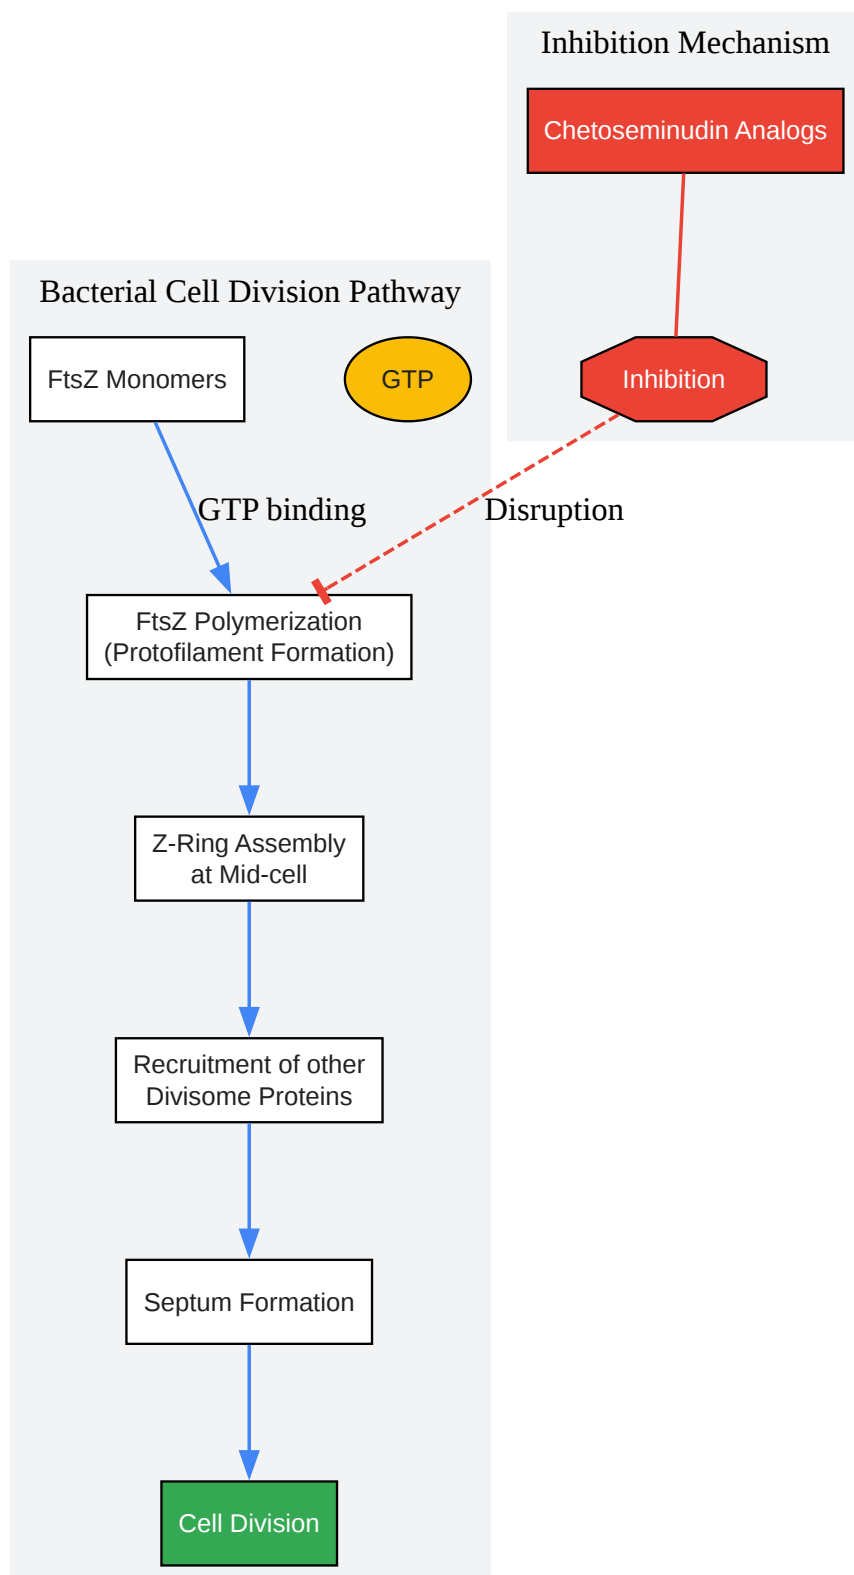 Inhibition Mechanism
Chetoseminudin Analogs
Bacterial Cell Division Pathway
FtsZ Monomers
GTP
Inhibition
GTP binding
Disruption
FtsZ Polymerization
(Protofilament Formation)
Z-Ring Assembly
at Mid-cell
Recruitment of other
Divisome Proteins
Septum Formation
Cell Division